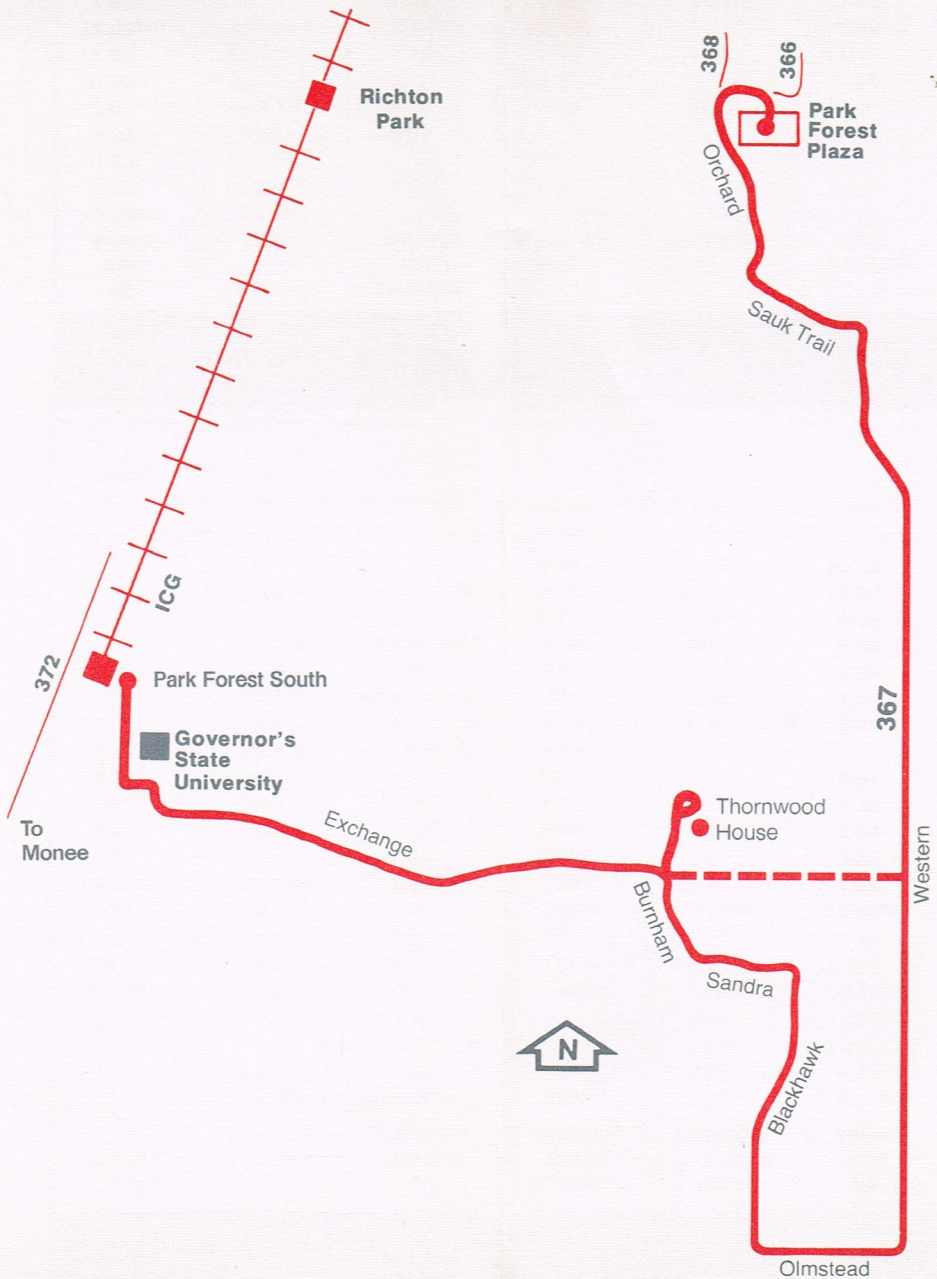 368
366
Richton
Park
Park
Forest
Plaza
Orchard
Sauk Trail
ICG
372
Park Forest South
Governor's
State
University
367
To
Monee
Exchange
Thornwood
House
Western
Burnham
Sandra
N
Blackhawk
Olmstead